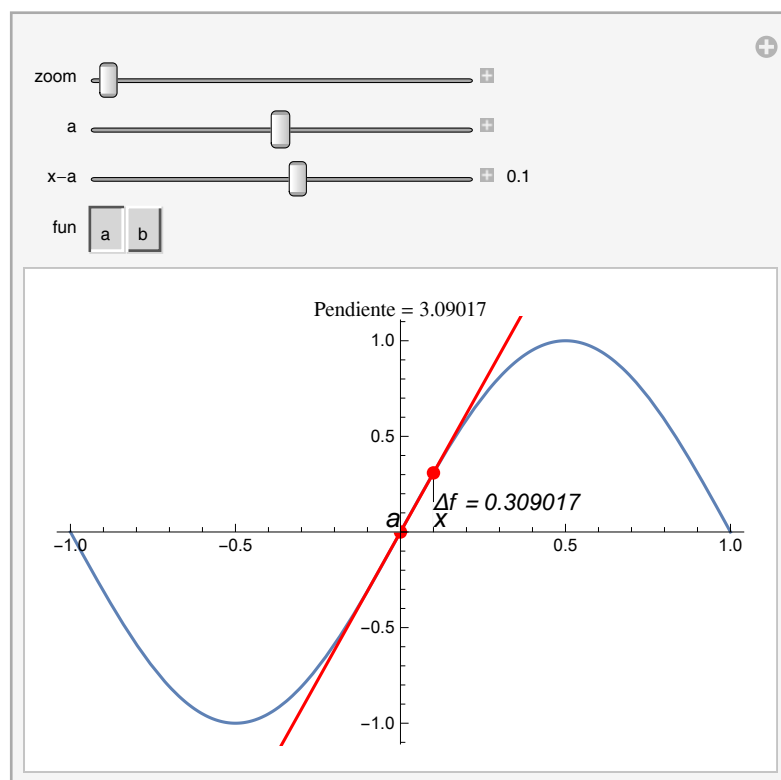 zoom
a
x−a 0.1
fun a b
Pendiente = 3.09017
1.0
0.5
Δf = 0.309017
a x
−1.0 −0.5 0.5 1.0
−0.5
−1.0